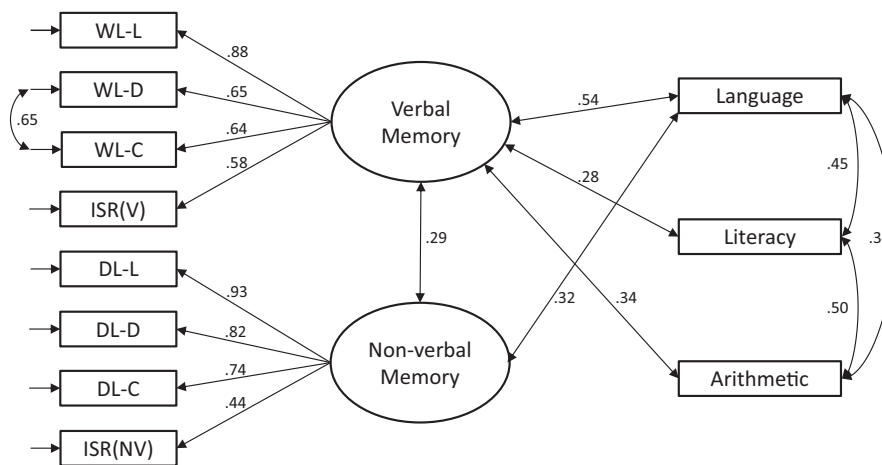 WL-L
.88
WL-D
.65
.65
WL-C
.64
.58
ISR(V)
Verbal
Memory
.54
Language
.45
.28
Literacy
.29
.32
.34
.50
DL-L
.93
DL-D
.82
Non-verbal
Memory
DL-C
.74
.44
ISR(NV)
Arithmetic